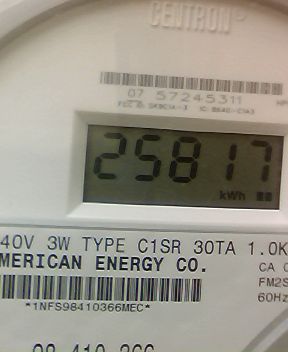 CENTRON®
07 57245311
25817
kWh
40V 3W TYPE C1SR 30TA 1.0K
MERICAN ENERGY CO. CA 0
FM2S
60Hz
*1NFS98410366MEC*